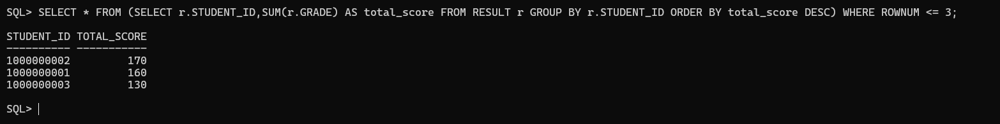 SQL> SELECT * FROM (SELECT r.STUDENT_ID,SUM(r.GRADE) AS total_score FROM RESULT r GROUP BY r.STUDENT_ID ORDER BY total_score DESC) WHERE ROWNUM <= 3;
STUDENT_ID TOTAL_SCORE
---------- -----------
1000000002         170
1000000001         160
1000000003         130
SQL>